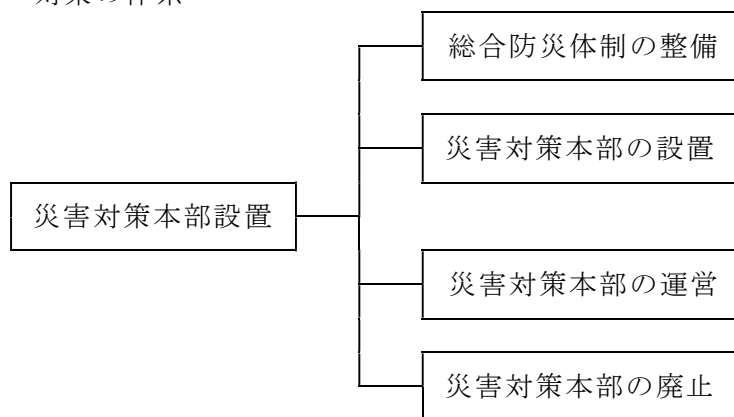 総合防災体制の整備
災害対策本部の設置
災害対策本部設置
災害対策本部の運営
災害対策本部の廃止